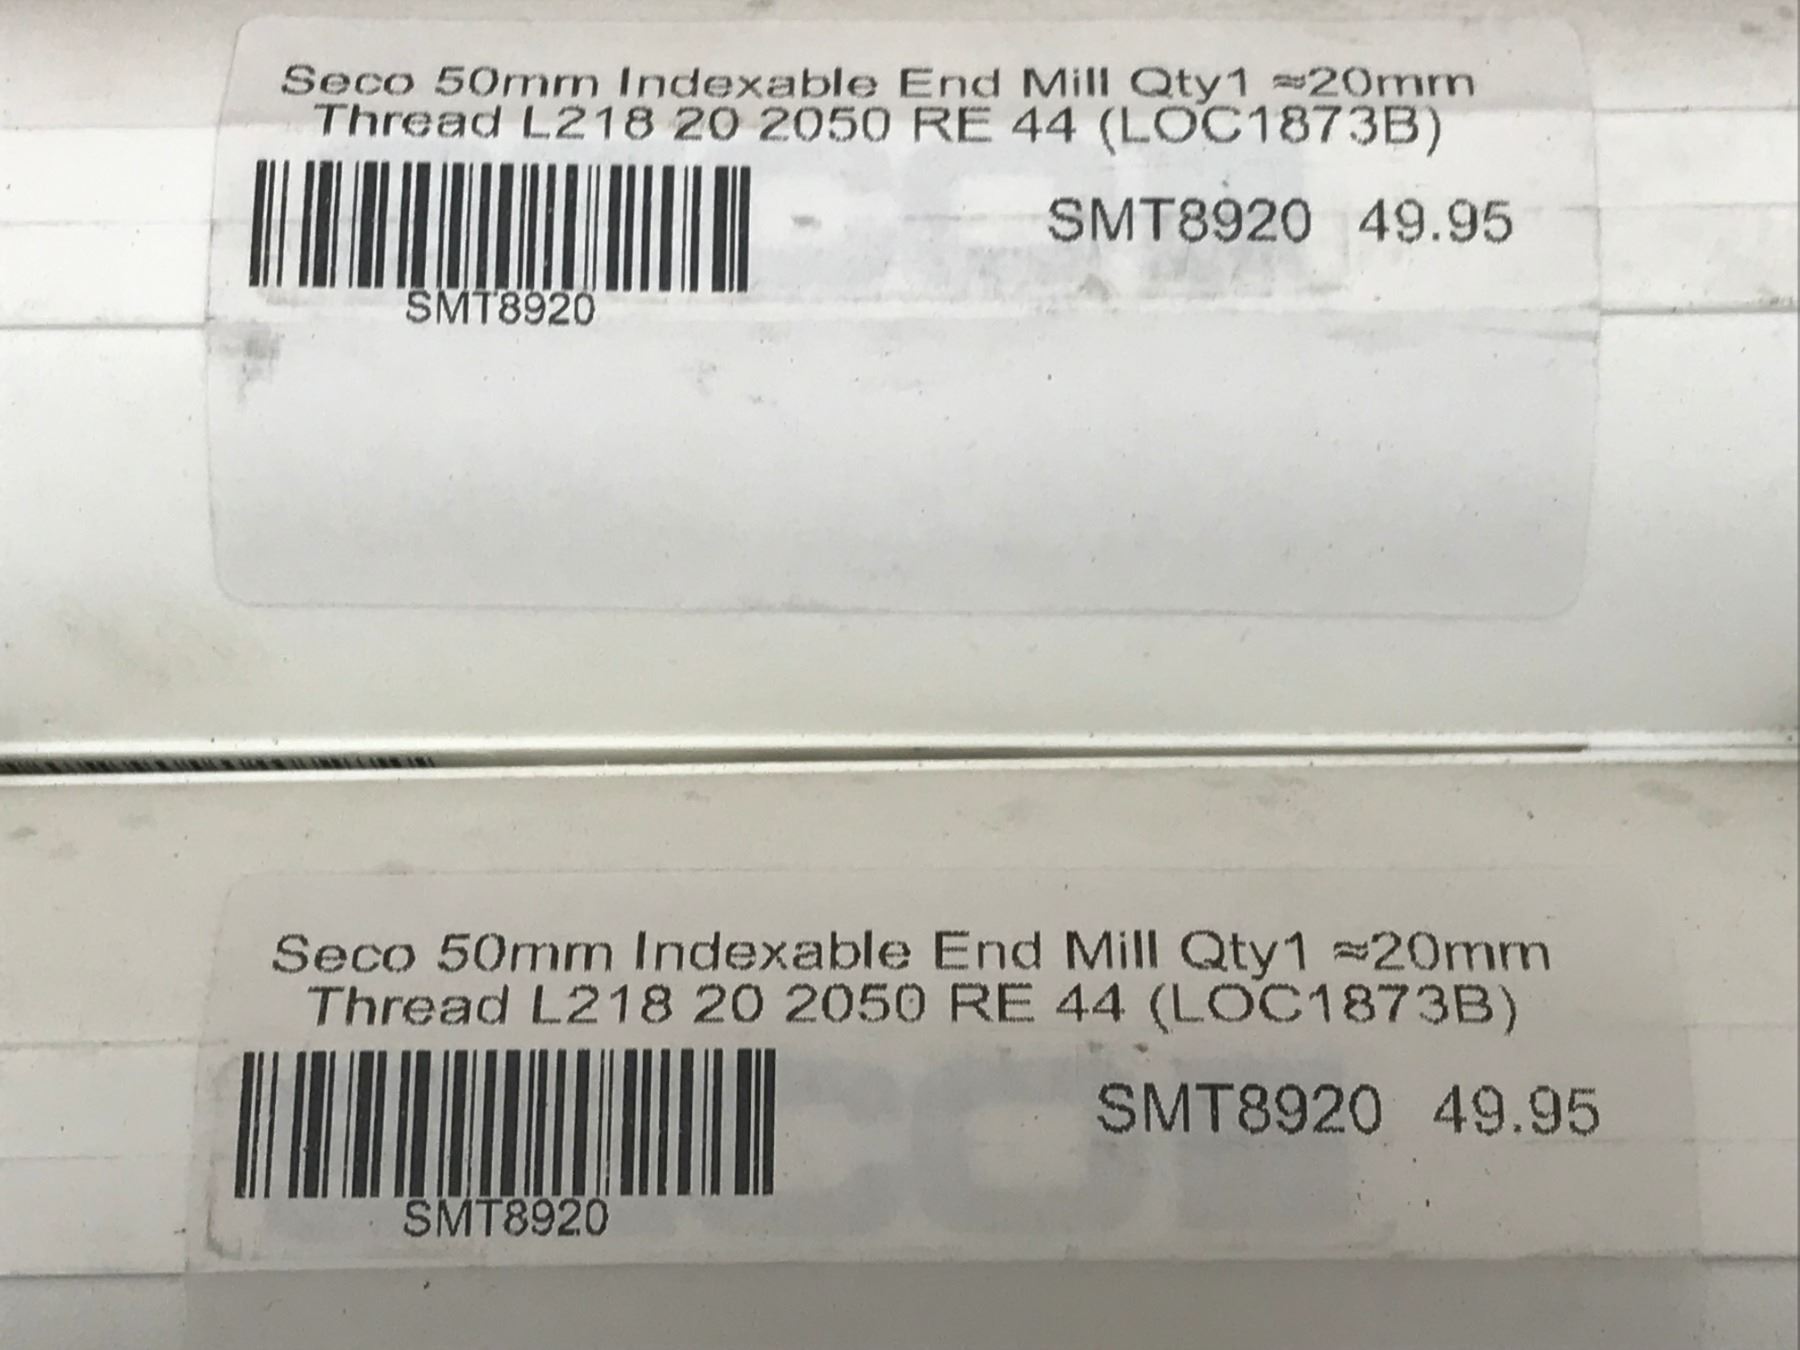 Seco 50mm Indexable End Mill Qty1 ≈20mm
Thread L218 20 2050 RE 44 (LOC1873B)
SMT8920 49.95
SMT8920
Seco 50mm Indexable End Mill Qty1 ≈20mm
Thread L218 20 2050 RE 44 (LOC1873B)
SMT8920 49.95
SMT8920